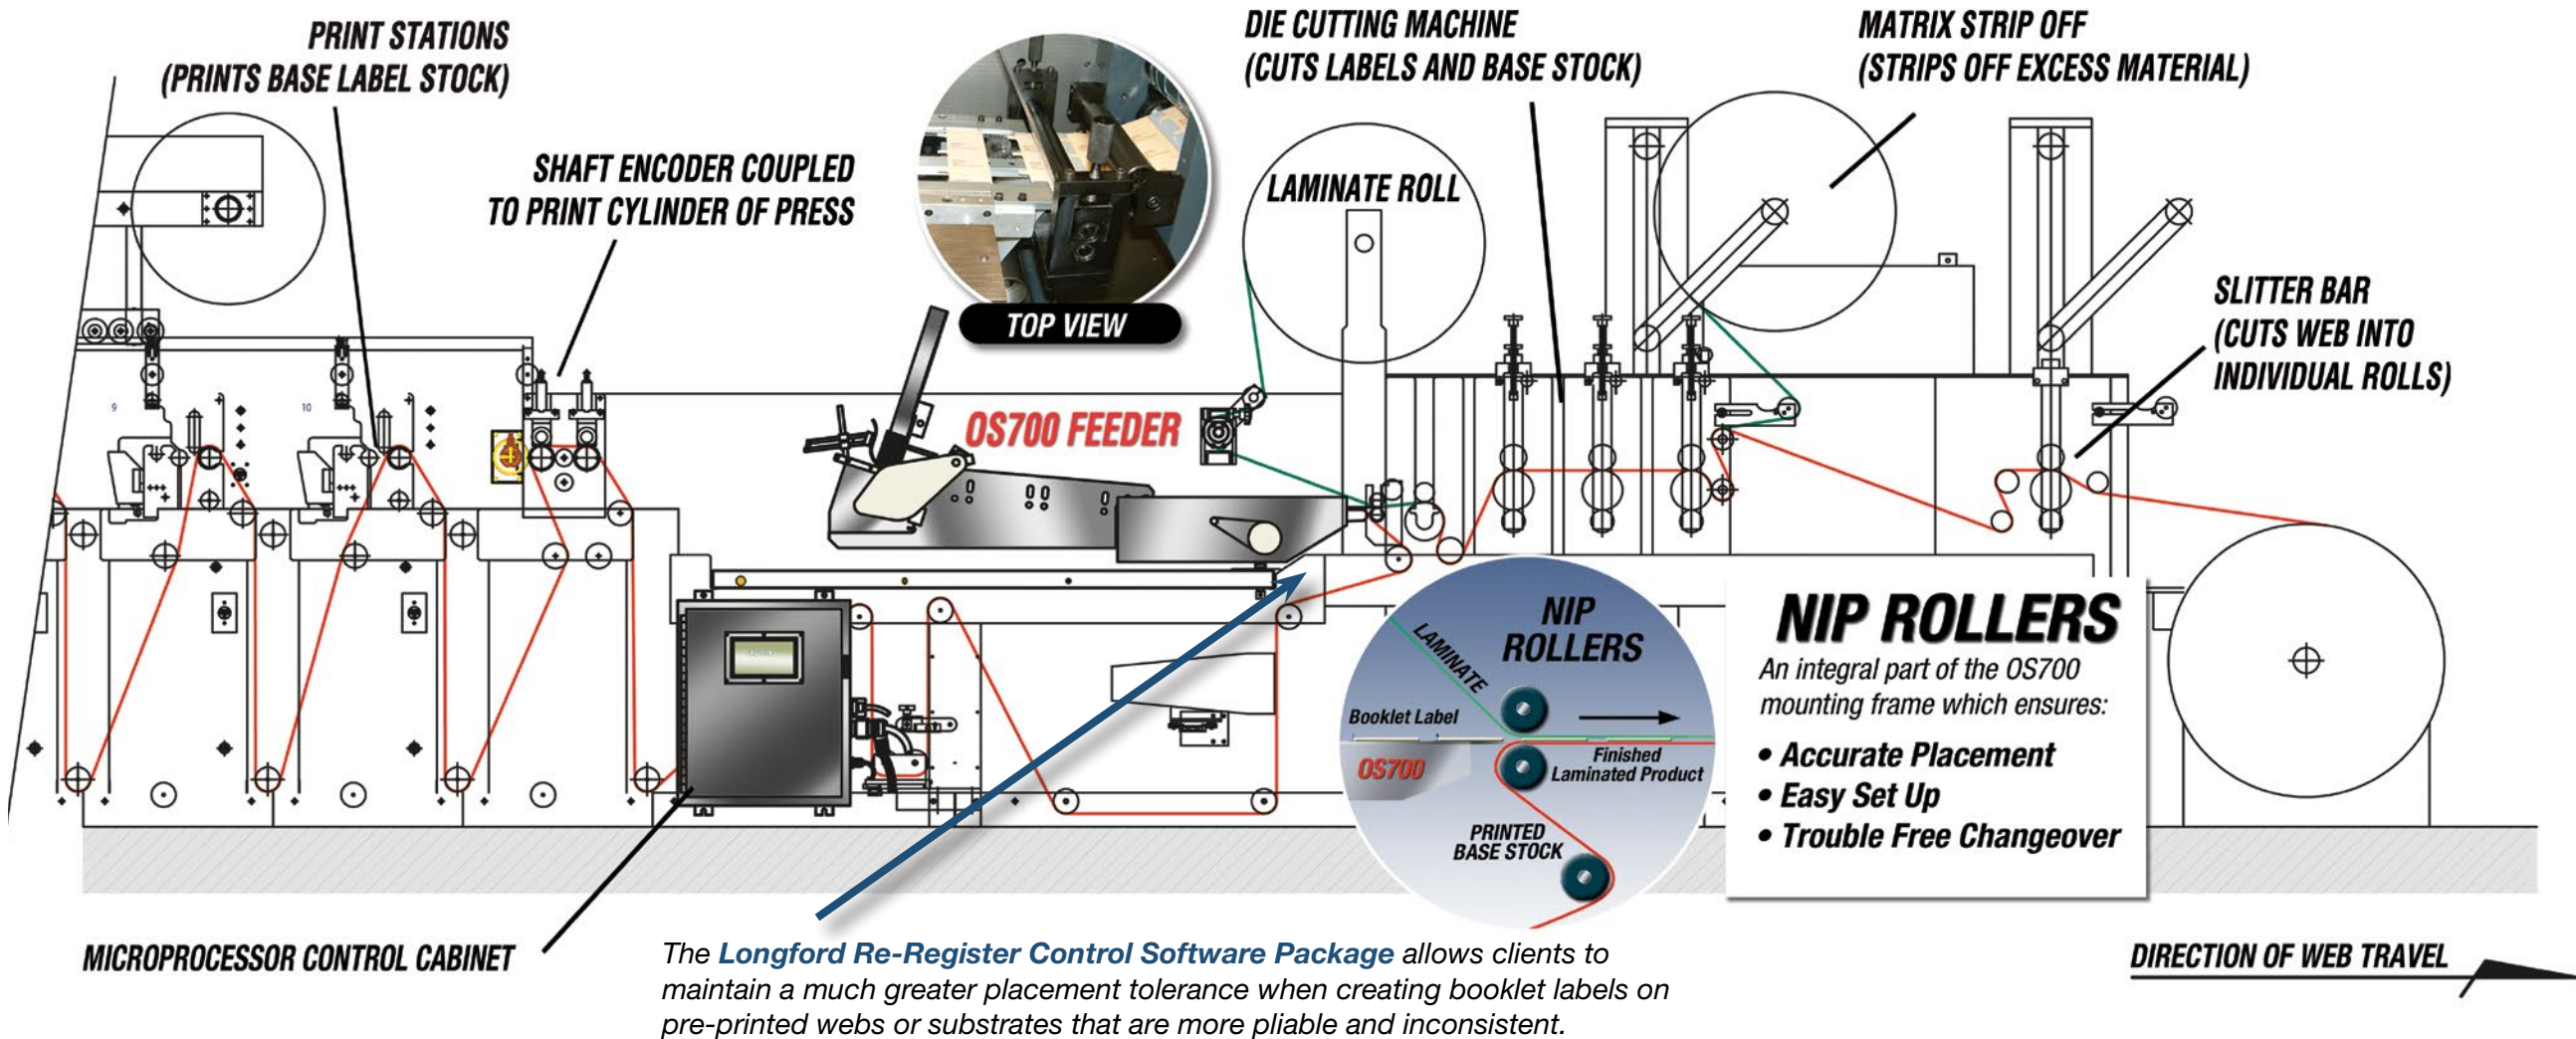 PRINT STATIONS
(PRINTS BASE LABEL STOCK)
SHAFT ENCODER COUPLED
TO PRINT CYLINDER OF PRESS
TOP VIEW
DIE CUTTING MACHINE
(CUTS LABELS AND BASE STOCK)
LAMINATE ROLL
MATRIX STRIP OFF
(STRIPS OFF EXCESS MATERIAL)
SLITTER BAR
(CUTS WEB INTO
INDIVIDUAL ROLLS)
9
10
OS700 FEEDER
NIP
ROLLERS
LAMINATE
Booklet Label
OS700
Finished
Laminated Product
PRINTED
BASE STOCK
NIP ROLLERS
An integral part of the OS700
mounting frame which ensures:
• Accurate Placement
• Easy Set Up
• Trouble Free Changeover
MICROPROCESSOR CONTROL CABINET
The Longford Re-Register Control Software Package allows clients to
maintain a much greater placement tolerance when creating booklet labels on
pre-printed webs or substrates that are more pliable and inconsistent.
DIRECTION OF WEB TRAVEL